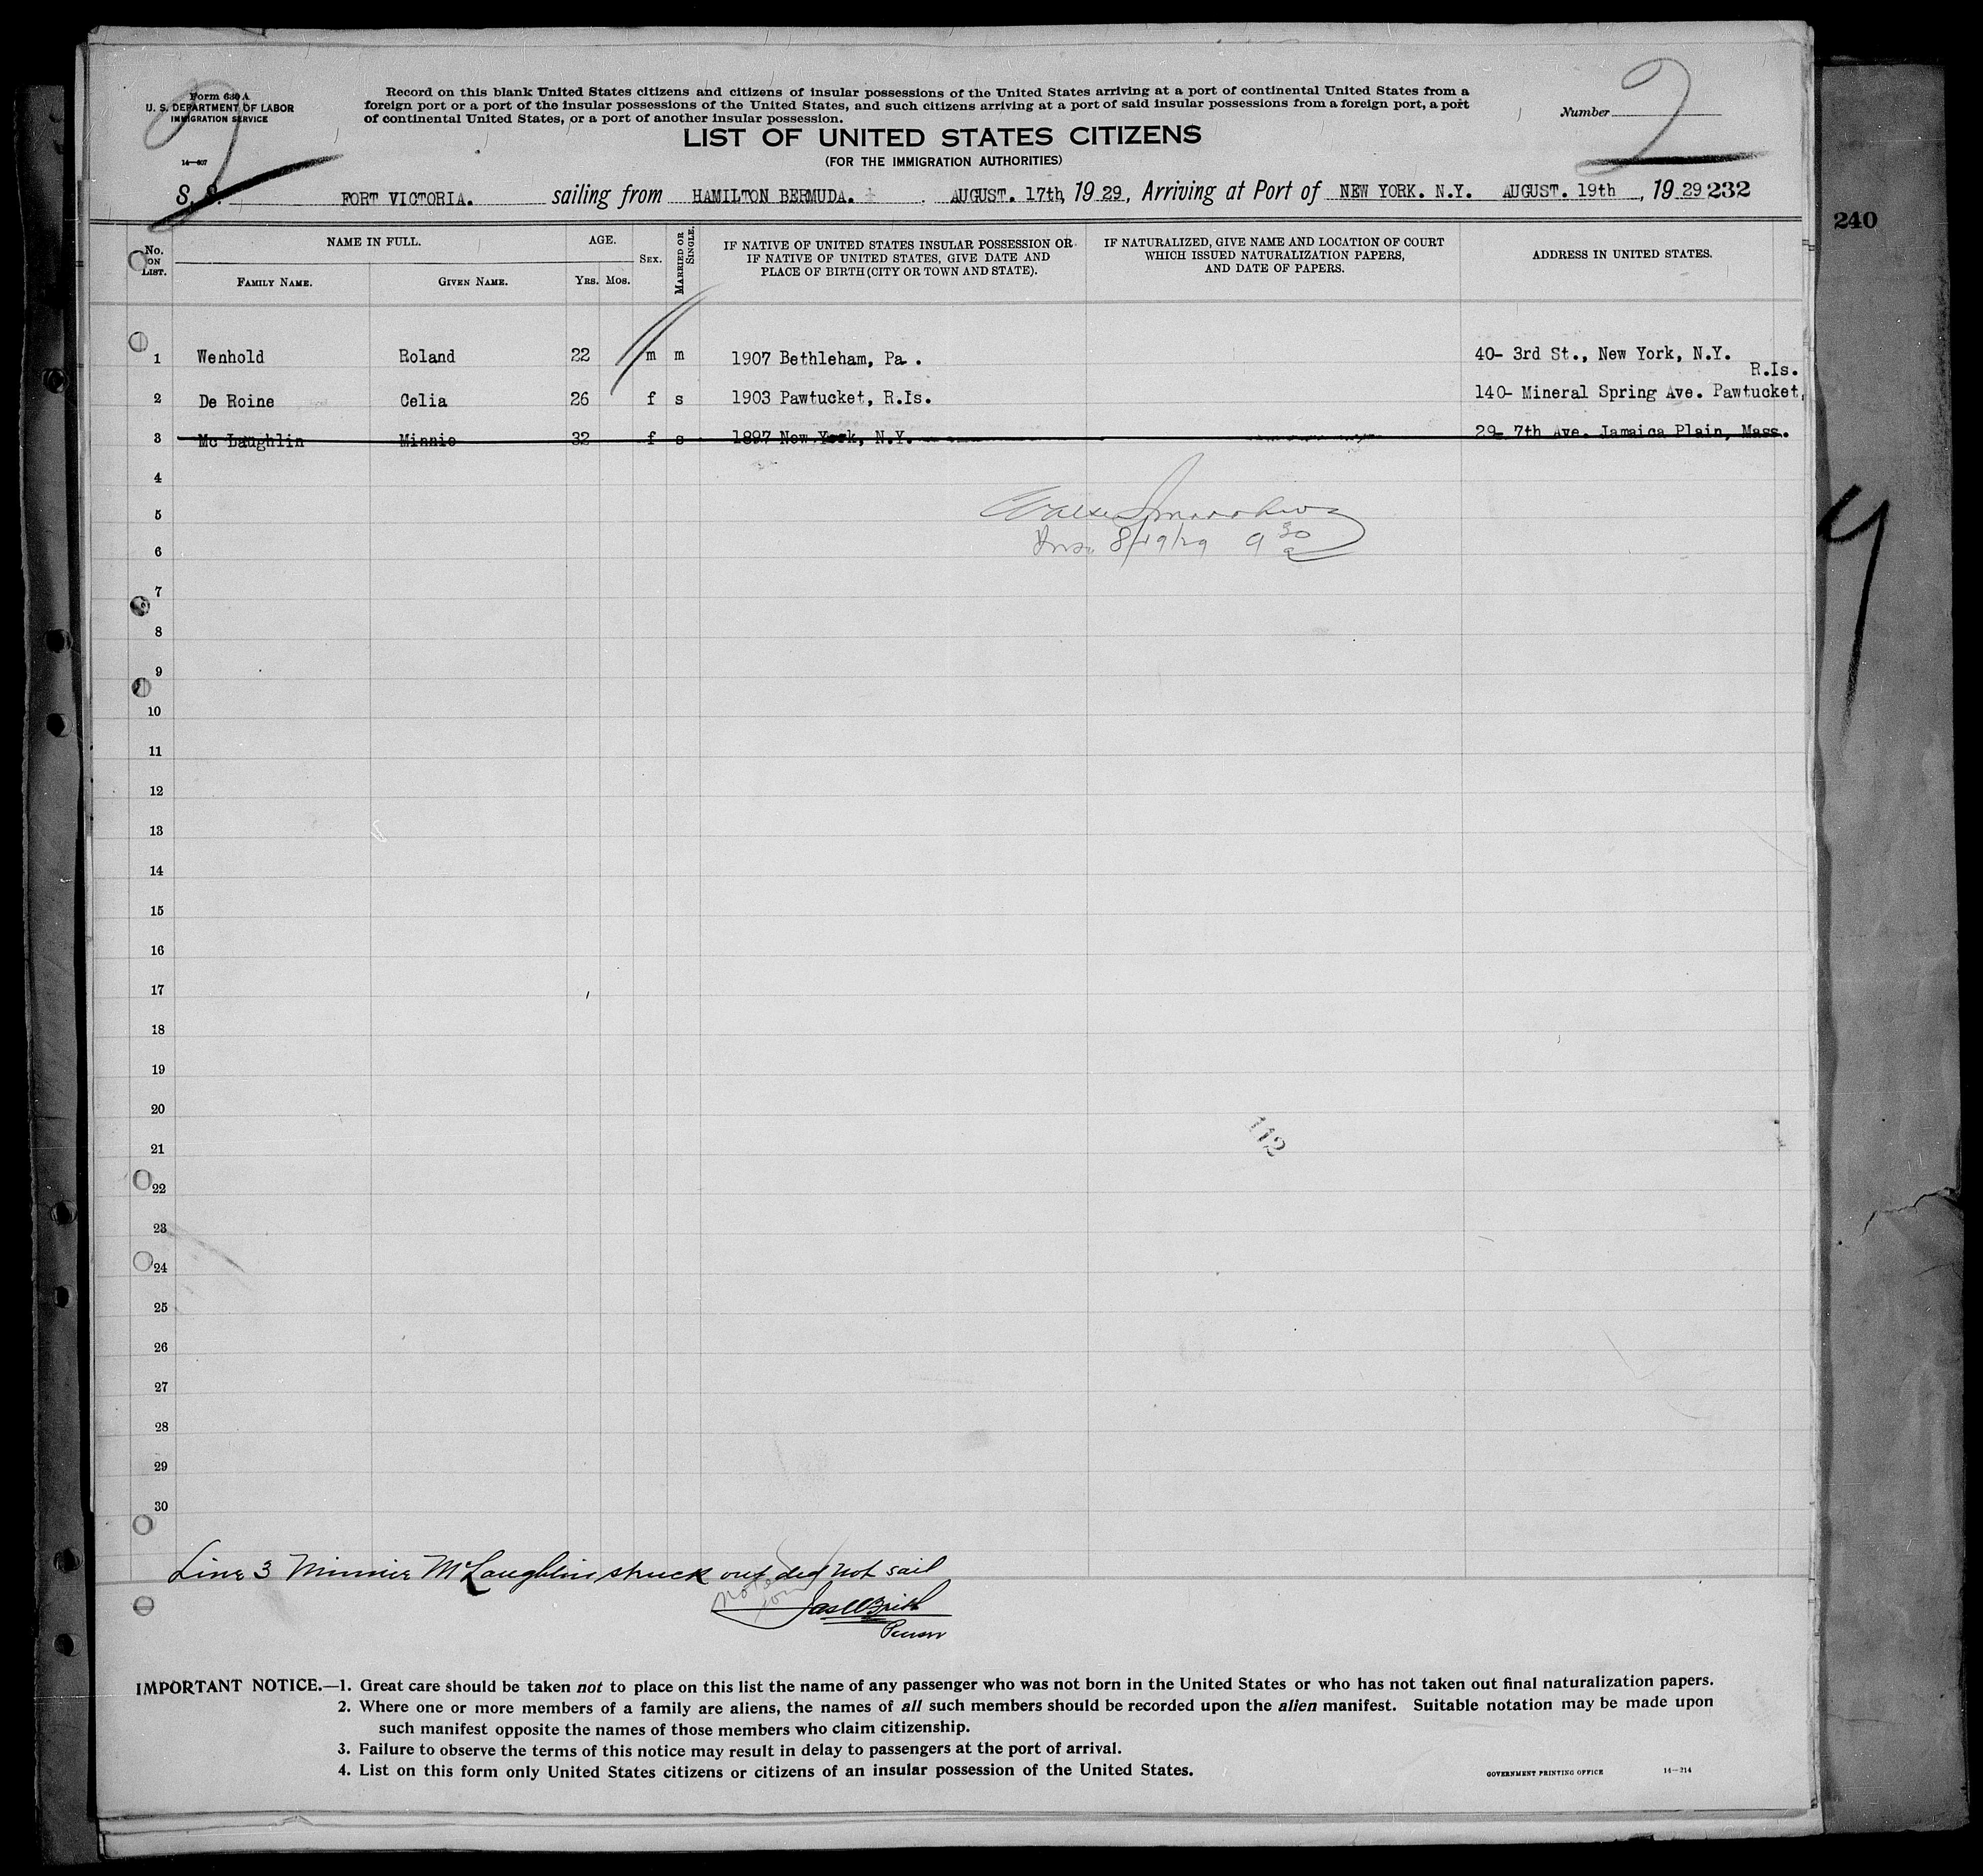 Form 630 A
U. S. DEPARTMENT OF LABOR
IMMIGRATION SERVICE
14—607
2
Record on this blank United States citizens and citizens of insular possessions of the United States arriving at a port of continental United States from a
foreign port or a port of the insular possessions of the United States, and such citizens arriving at a port of said insular possessions from a foreign port, a port
of continental United States, or a port of another insular possession.
Number
2
LIST OF UNITED STATES CITIZENS
(FOR THE IMMIGRATION AUTHORITIES)
S. S. FORT VICTORIA. sailing from HAMILTON BERMUDA. AUGUST. 17th, 1929, Arriving at Port of NEW YORK. N.Y. AUGUST. 19th, 1929 232
240
No. ON LIST. NAME IN FULL. FAMILY NAME. GIVEN NAME. AGE. YRS. MOS. SEX. MARRIED OR SINGLE. IF NATIVE OF UNITED STATES INSULAR POSSESSION OR IF NATIVE OF UNITED STATES, GIVE DATE AND PLACE OF BIRTH (CITY OR TOWN AND STATE). IF NATURALIZED, GIVE NAME AND LOCATION OF COURT WHICH ISSUED NATURALIZATION PAPERS, AND DATE OF PAPERS. ADDRESS IN UNITED STATES.
1 Wenhold Roland 22 m m 1907 Bethleham, Pa. 40- 3rd St., New York, N.Y.
R.Is.
2 De Roine Celia 26 f s 1903 Pawtucket, R.Is. 140- Mineral Spring Ave. Pawtucket,
3 Mc Laughlin Minnie 32 f s 1897 New York, N.Y. 29- 7th Ave. Jamaica Plain, Mass.
4
5
6 8/19/29 9 30 a
7
8
9
10
11
12
13
14
15
16
17
18
19
20
112
21
22
23
24
25
26
27
28
29
30
Line 3 Minnie McLaughlin struck out did not sail
Purser
IMPORTANT NOTICE.—1. Great care should be taken not to place on this list the name of any passenger who was not born in the United States or who has not taken out final naturalization papers.
2. Where one or more members of a family are aliens, the names of all such members should be recorded upon the alien manifest. Suitable notation may be made upon
such manifest opposite the names of those members who claim citizenship.
3. Failure to observe the terms of this notice may result in delay to passengers at the port of arrival.
4. List on this form only United States citizens or citizens of an insular possession of the United States.
GOVERNMENT PRINTING OFFICE 14—214